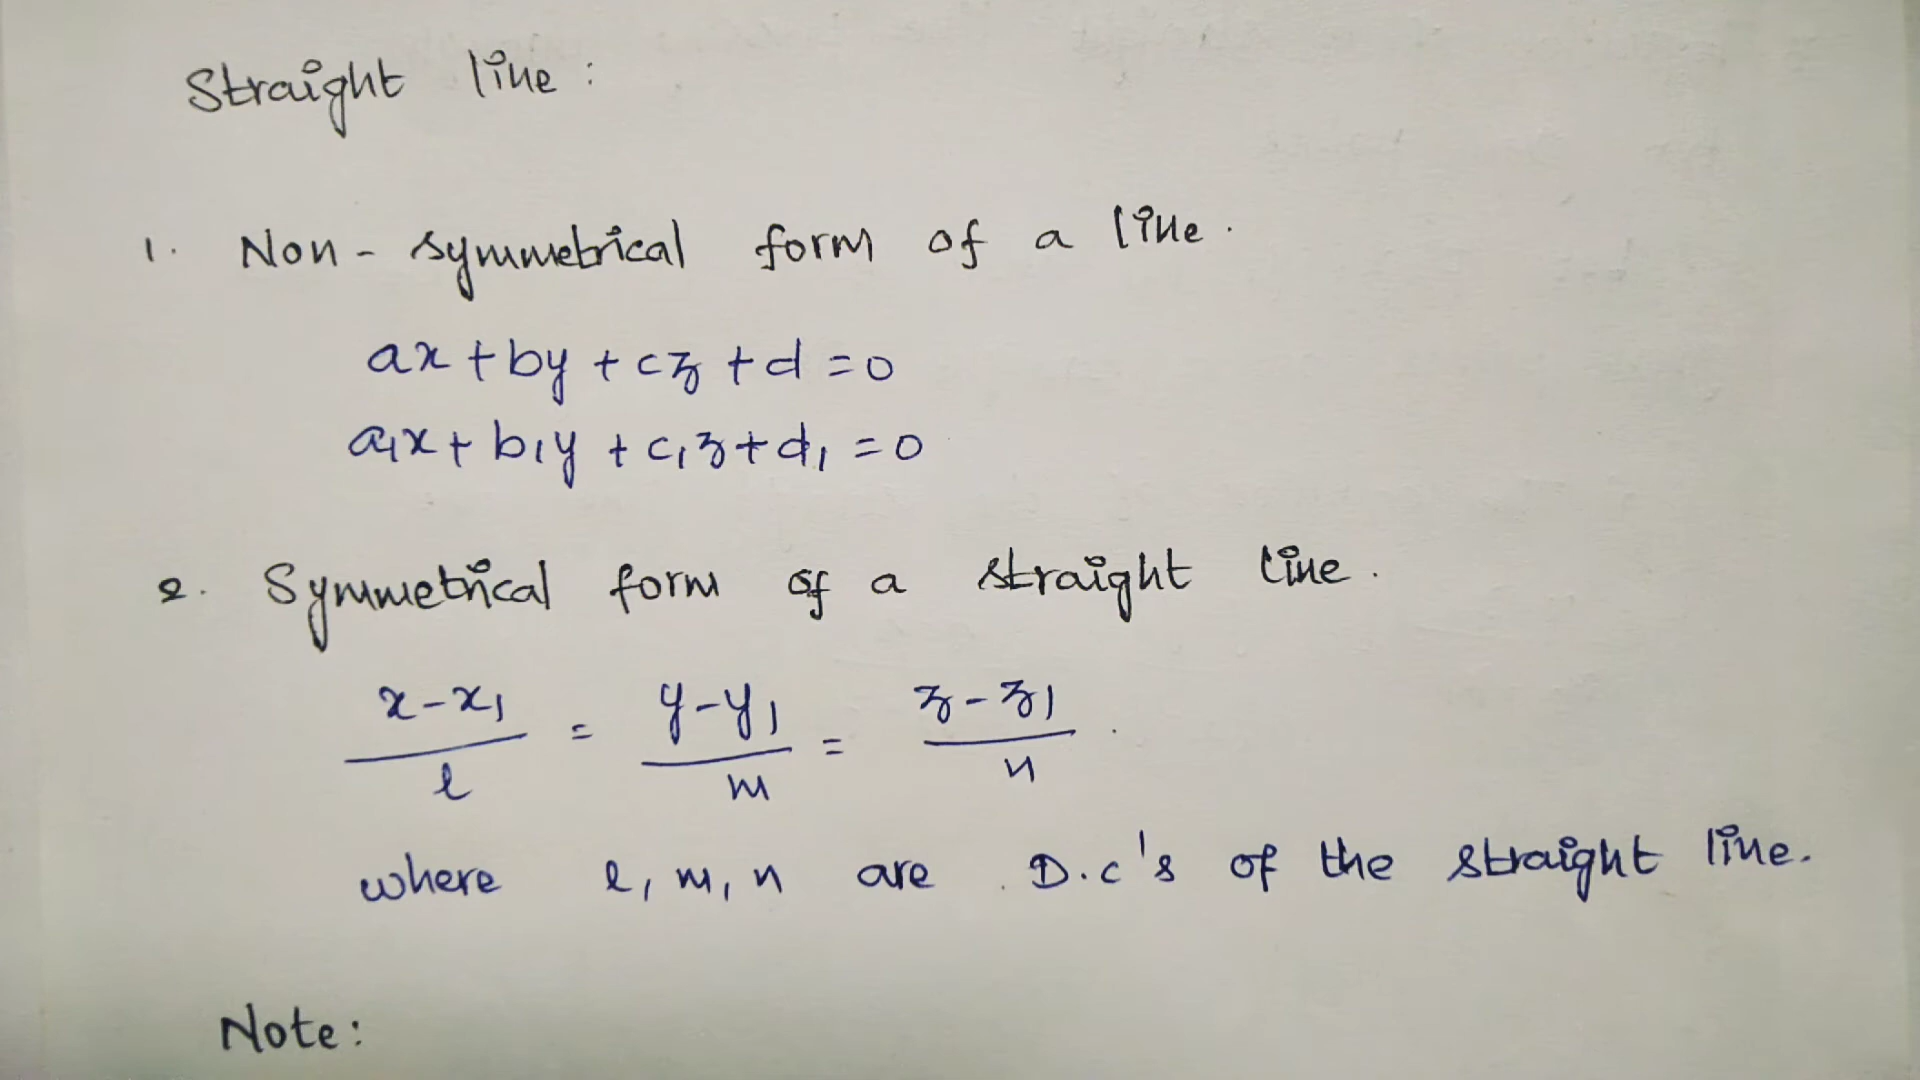 Straight line :
1. Non-symmetrical form of a line.
ax + by + cz + d = 0
a₁x + b₁y + c₁z + d₁ = 0
2. Symmetrical form of a straight line.
x-x₁/l = y-y₁/m = z-z₁/n.
where l, m, n are D.c's of the straight line.
Note: